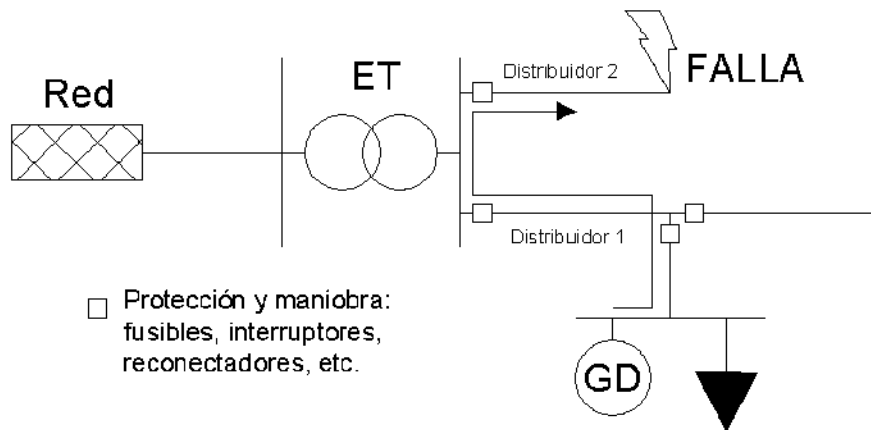 Red
ET
Distribuidor 2
FALLA
Distribuidor 1
Protección y maniobra:
fusibles, interruptores,
reconectadores, etc.
GD